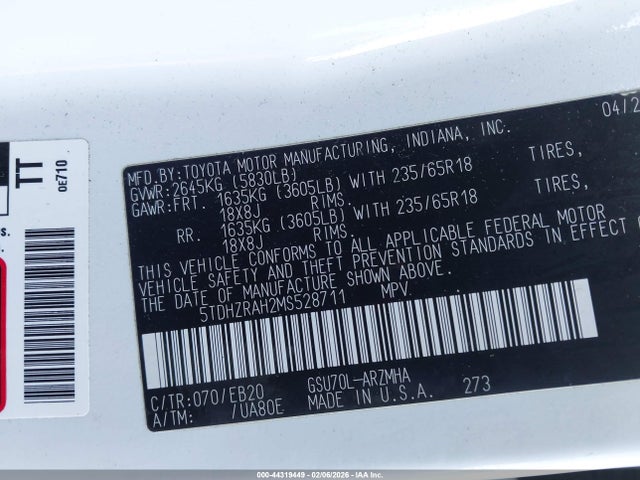 TT
0E710
04/2
MFD.BY:TOYOTA MOTOR MANUFACTURING, INDIANA, INC.
GVWR:2645KG (5830LB)
GAWR:FRT. 1635KG (3605LB) WITH 235/65R18 TIRES,
18X8J RIMS.
RR. 1635KG (3605LB) WITH 235/65R18 TIRES,
18X8J RIMS.
THIS VEHICLE CONFORMS TO ALL APPLICABLE FEDERAL MOTOR
VEHICLE SAFETY AND THEFT PREVENTION STANDARDS IN EFFECT
THE DATE OF MANUFACTURE SHOWN ABOVE.
5TDHZRAH2MS528711 MPV
C/TR:070/EB20 GSU70L-ARZMHA
A/TM: /UA80E MADE IN U.S.A. 273
000-44319449 - 02/06/2026 - IAA Inc.